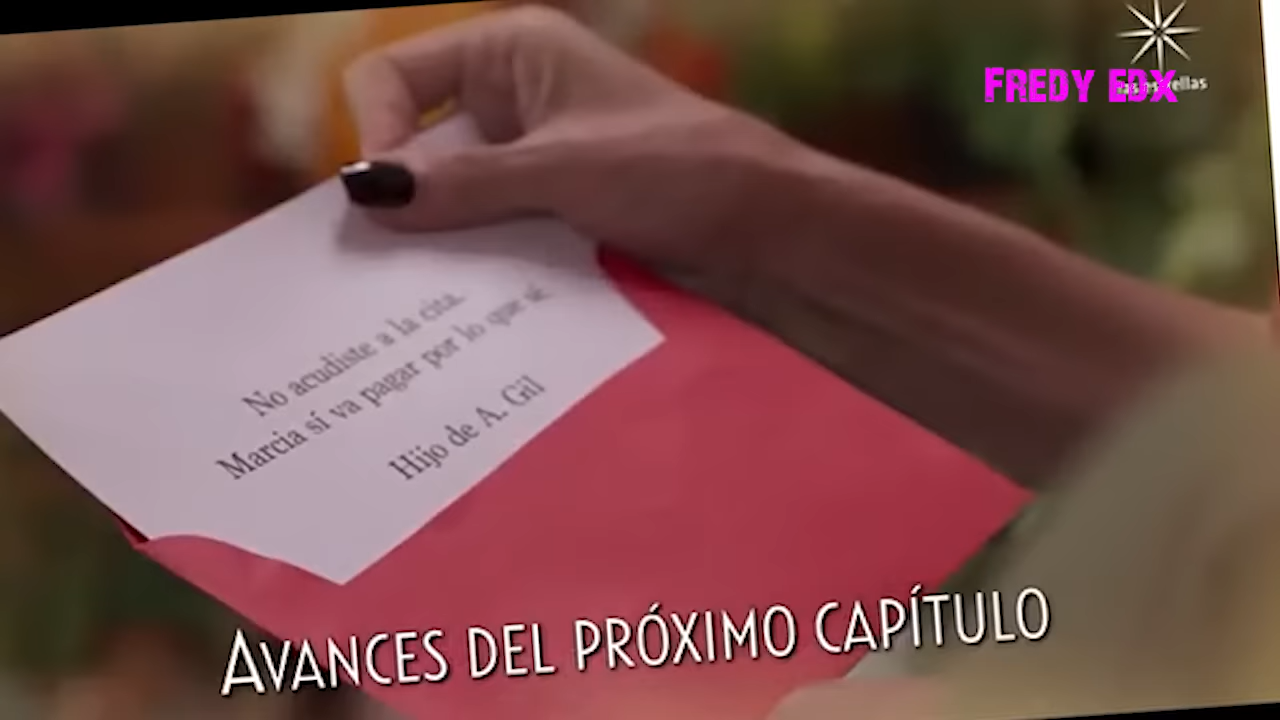 FREDY EDX
No acudiste a la cita.
Marcia sí va pagar por lo que sé
Hijo de A. Gil
AVANCES DEL PRÓXIMO CAPÍTULO